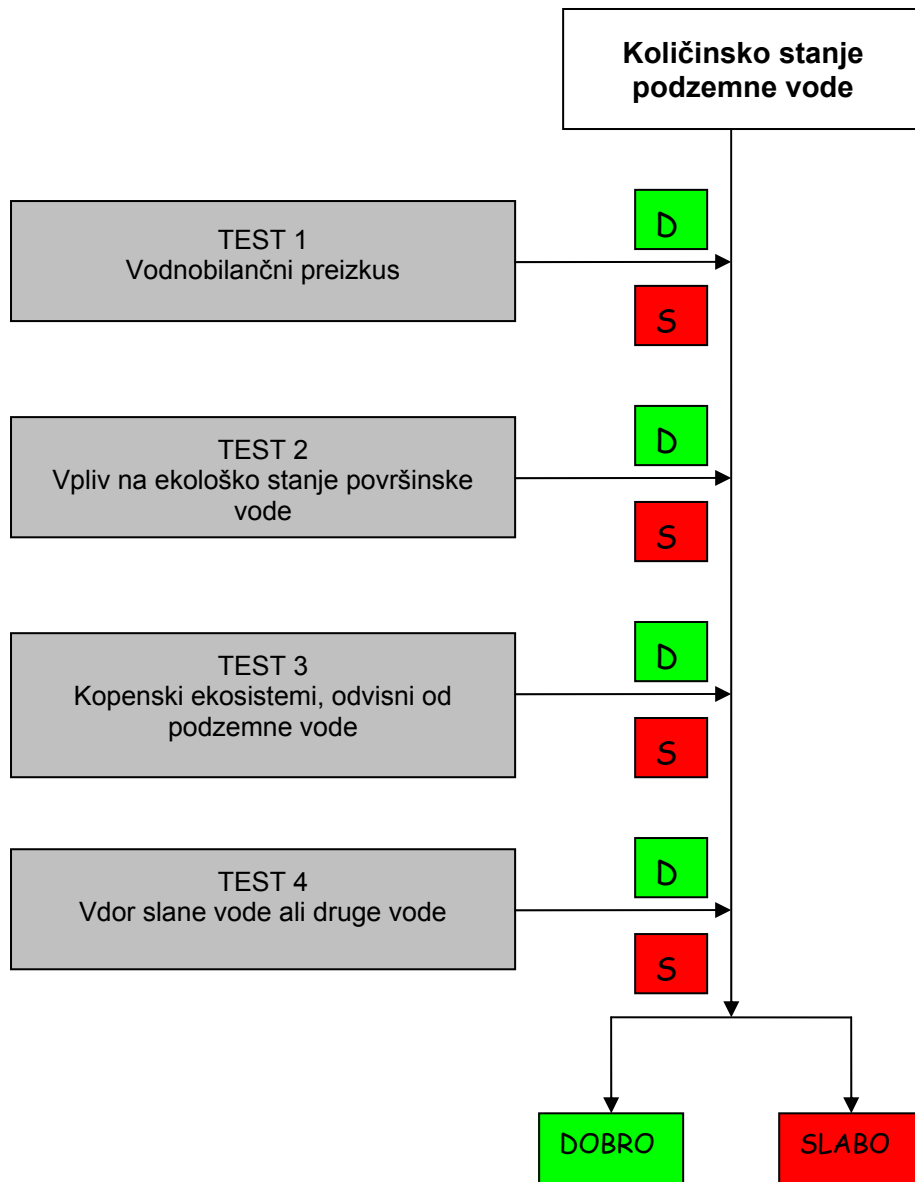 Količinsko stanje
podzemne vode
D
TEST 1
Vodnobilančni preizkus
S
D
TEST 2
Vpliv na ekološko stanje površinske
vode
S
D
TEST 3
Kopenski ekosistemi, odvisni od
podzemne vode
S
D
TEST 4
Vdor slane vode ali druge vode
S
DOBRO
SLABO